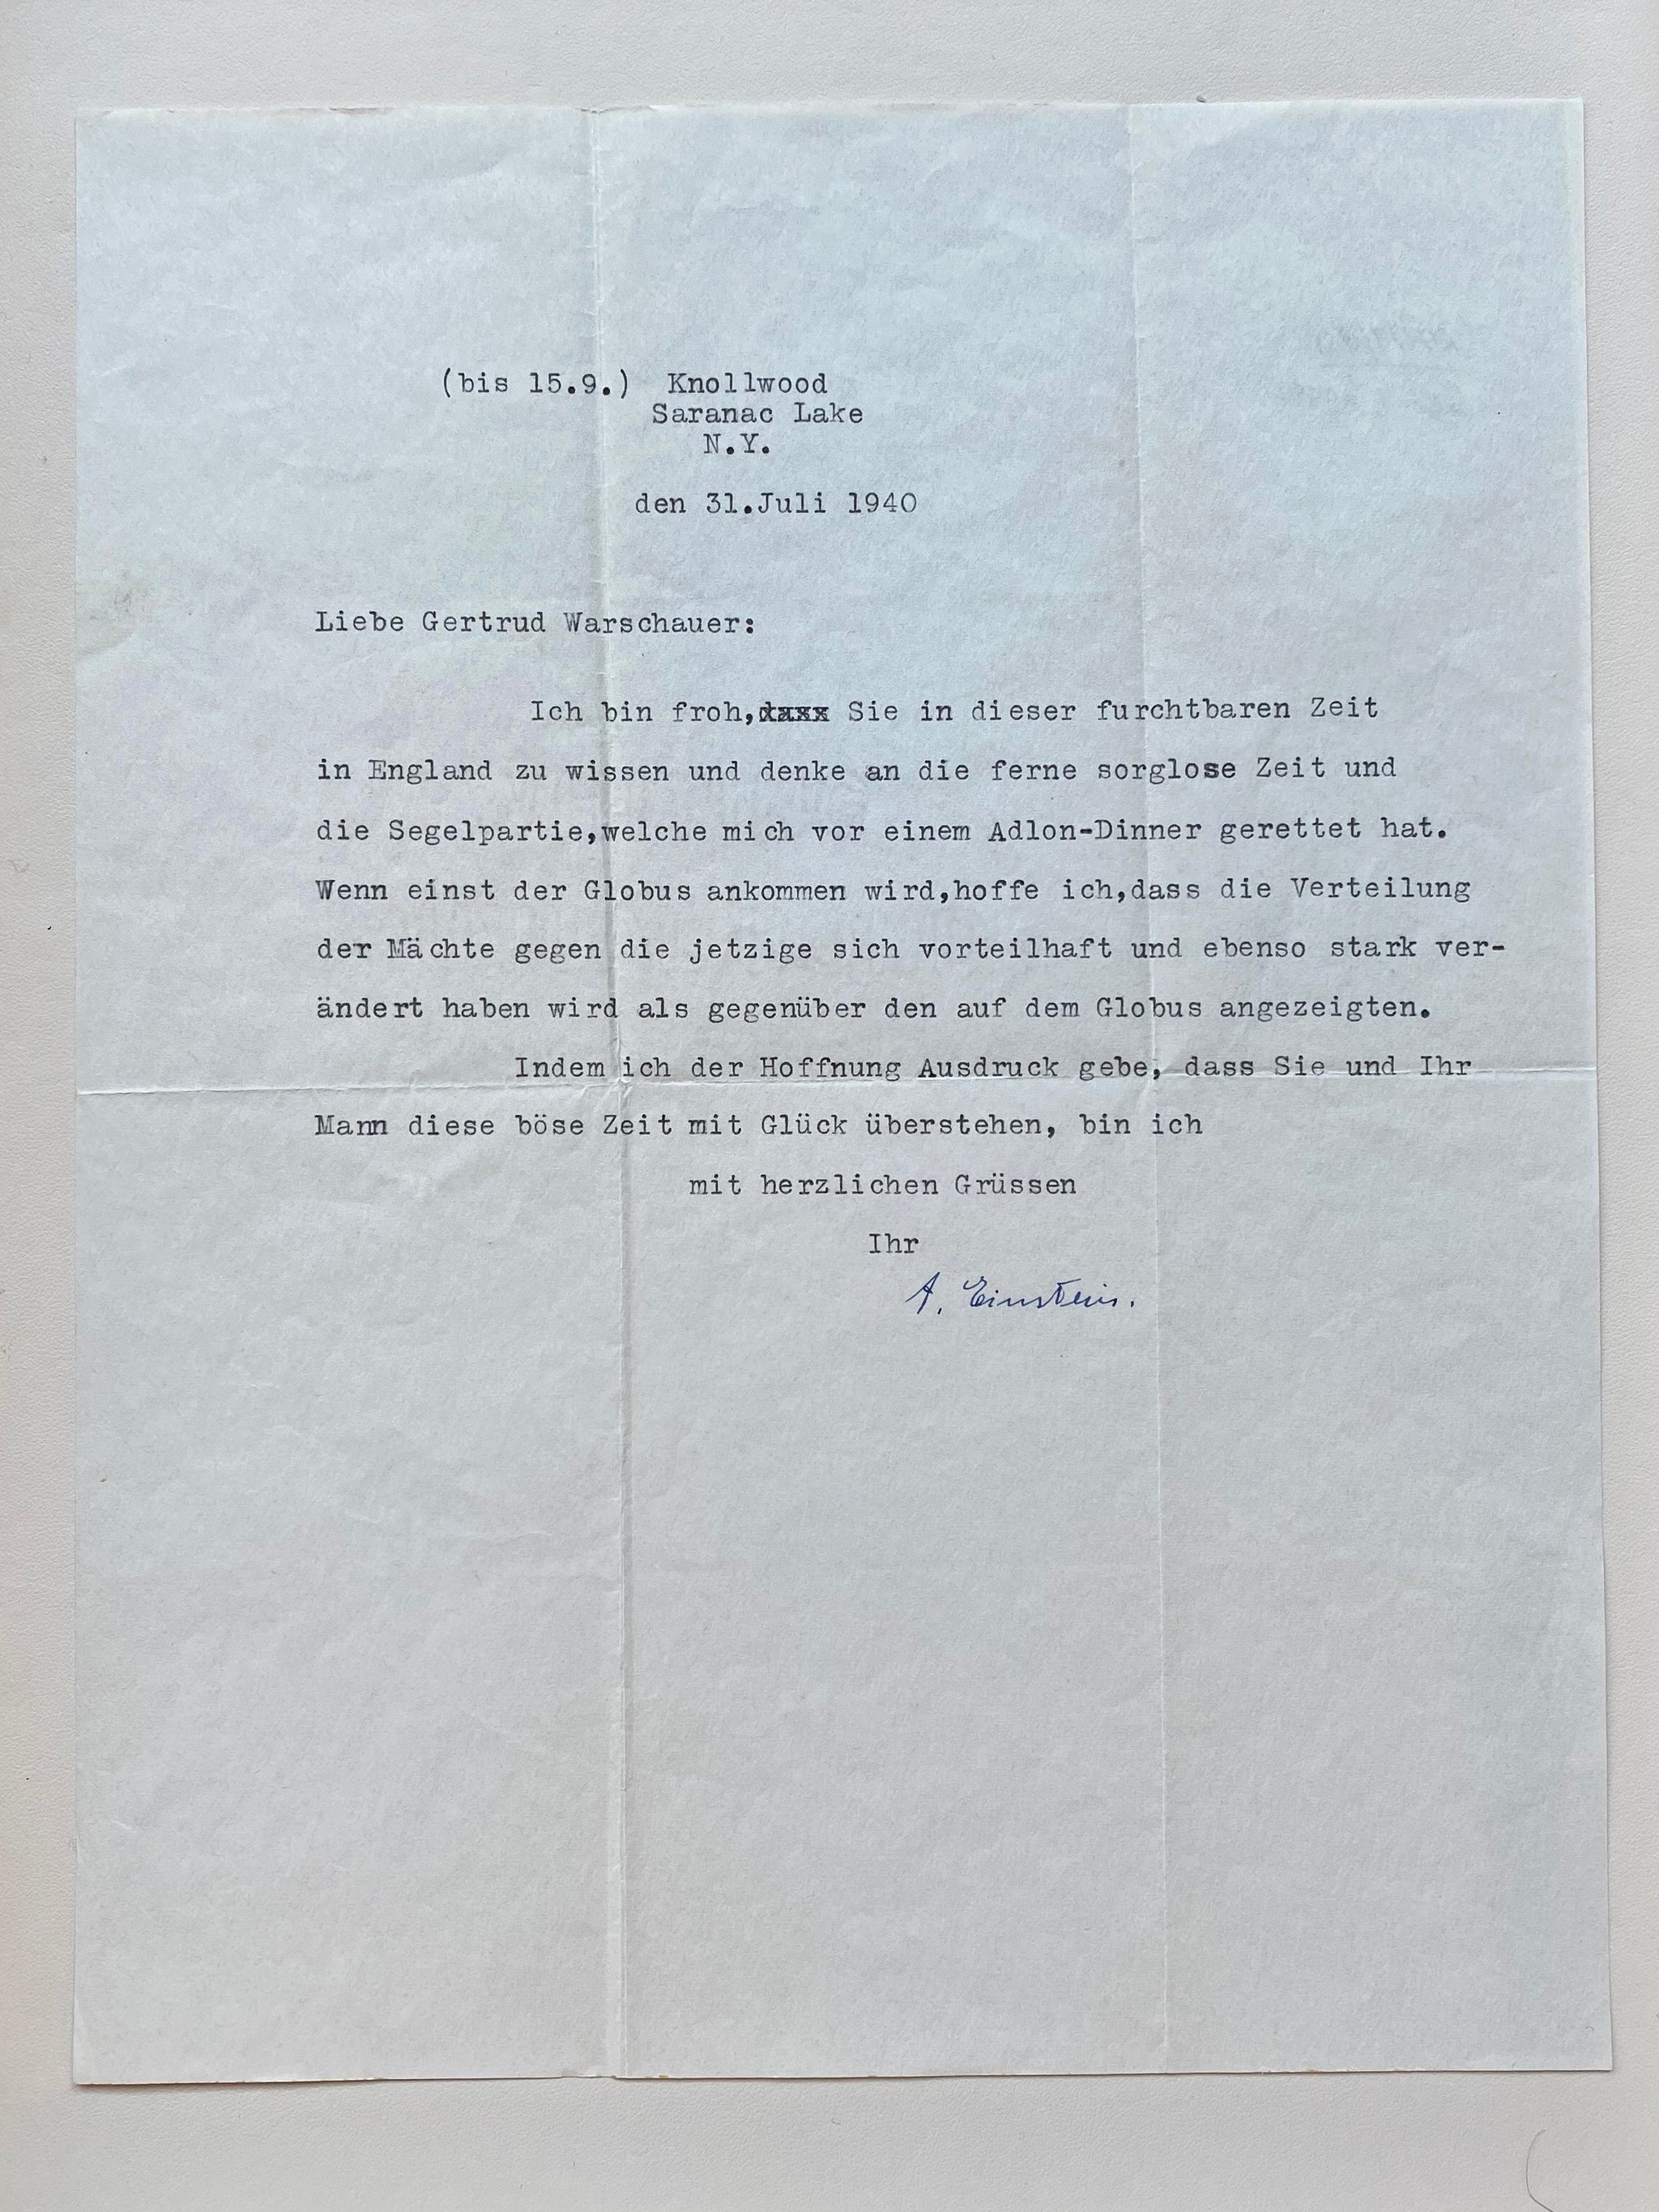 (bis 15.9.) Knollwood
Saranac Lake
N.Y.
den 31.Juli 1940
Liebe Gertrud Warschauer:
Ich bin froh, Sie in dieser furchtbaren Zeit
in England zu wissen und denke an die ferne sorglose Zeit und
die Segelpartie,welche mich vor einem Adlon-Dinner gerettet hat.
Wenn einst der Globus ankommen wird,hoffe ich,dass die Verteilung
der Mächte gegen die jetzige sich vorteilhaft und ebenso stark ver-
ändert haben wird als gegenüber den auf dem Globus angezeigten.
Indem ich der Hoffnung Ausdruck gebe, dass Sie und Ihr
Mann diese böse Zeit mit Glück überstehen, bin ich
mit herzlichen Grüssen
Ihr
A. Einstein.